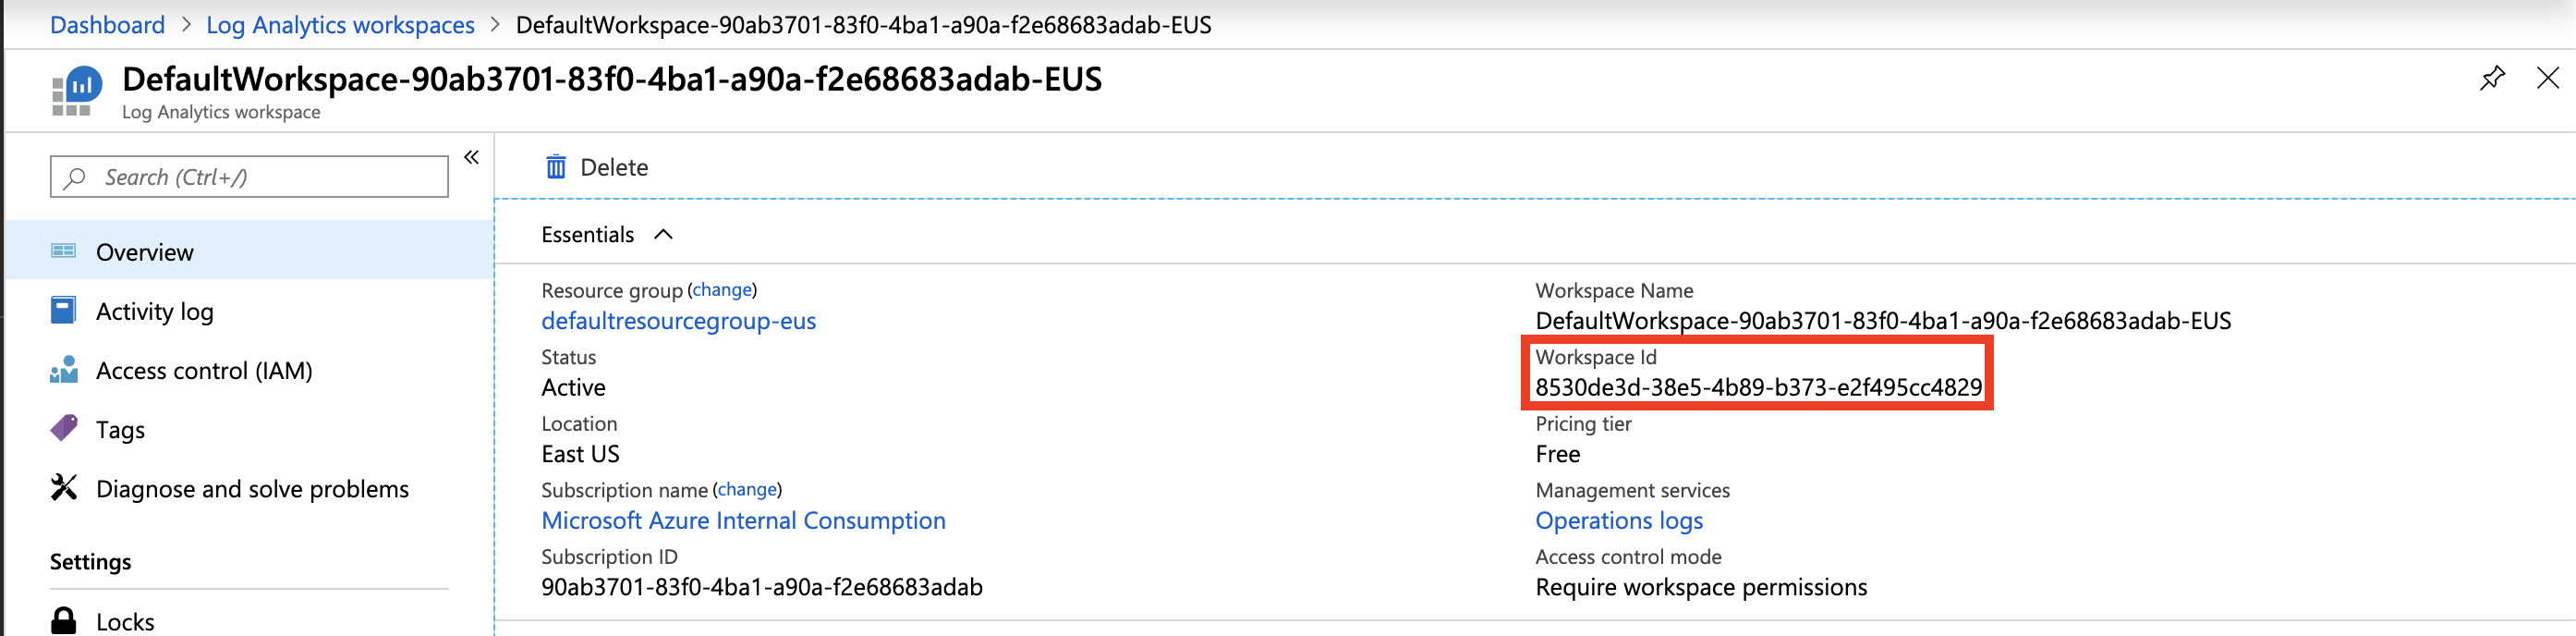 Dashboard > Log Analytics workspaces > DefaultWorkspace-90ab3701-83f0-4ba1-a90a-f2e68683adab-EUS
DefaultWorkspace-90ab3701-83f0-4ba1-a90a-f2e68683adab-EUS
Log Analytics workspace
Search (Ctrl+/)
«
Overview
Activity log
Access control (IAM)
Tags
Diagnose and solve problems
Settings
Locks
Delete
Essentials
Resource group (change)
defaultresourcegroup-eus
Status
Active
Location
East US
Subscription name (change)
Microsoft Azure Internal Consumption
Subscription ID
90ab3701-83f0-4ba1-a90a-f2e68683adab
Workspace Name
DefaultWorkspace-90ab3701-83f0-4ba1-a90a-f2e68683adab-EUS
Workspace Id
8530de3d-38e5-4b89-b373-e2f495cc4829
Pricing tier
Free
Management services
Operations logs
Access control mode
Require workspace permissions